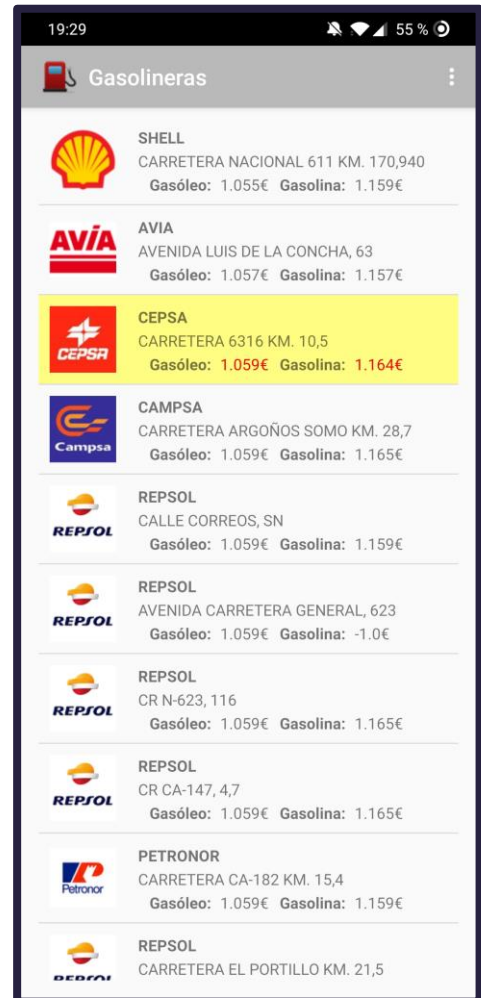 19:29 55 %
Gasolineras
SHELL
CARRETERA NACIONAL 611 KM. 170,940
Gasóleo: 1.055€ Gasolina: 1.159€
AVIA
AVENIDA LUIS DE LA CONCHA, 63
Gasóleo: 1.057€ Gasolina: 1.157€
CEPSA
CEPSA
CARRETERA 6316 KM. 10,5
Gasóleo: 1.059€ Gasolina: 1.164€
Campsa
CAMPSA
CARRETERA ARGOÑOS SOMO KM. 28,7
Gasóleo: 1.059€ Gasolina: 1.165€
REPSOL
REPSOL
CALLE CORREOS, SN
Gasóleo: 1.059€ Gasolina: 1.159€
REPSOL
REPSOL
AVENIDA CARRETERA GENERAL, 623
Gasóleo: 1.059€ Gasolina: -1.0€
REPSOL
REPSOL
CR N-623, 116
Gasóleo: 1.059€ Gasolina: 1.165€
REPSOL
REPSOL
CR CA-147, 4,7
Gasóleo: 1.059€ Gasolina: 1.165€
Petronor
PETRONOR
CARRETERA CA-182 KM. 15,4
Gasóleo: 1.059€ Gasolina: 1.159€
REPSOL
REPSOL
CARRETERA EL PORTILLO KM. 21,5
AVIA